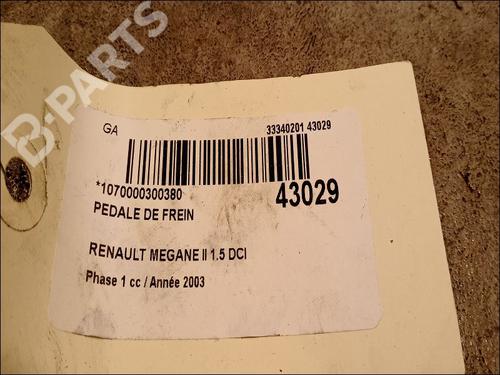 B-PARTS
GA
33340201 43029
*1070000300380
43029
PEDALE DE FREIN
RENAULT MEGANE II 1.5 DCI
Phase 1 cc / Année 2003